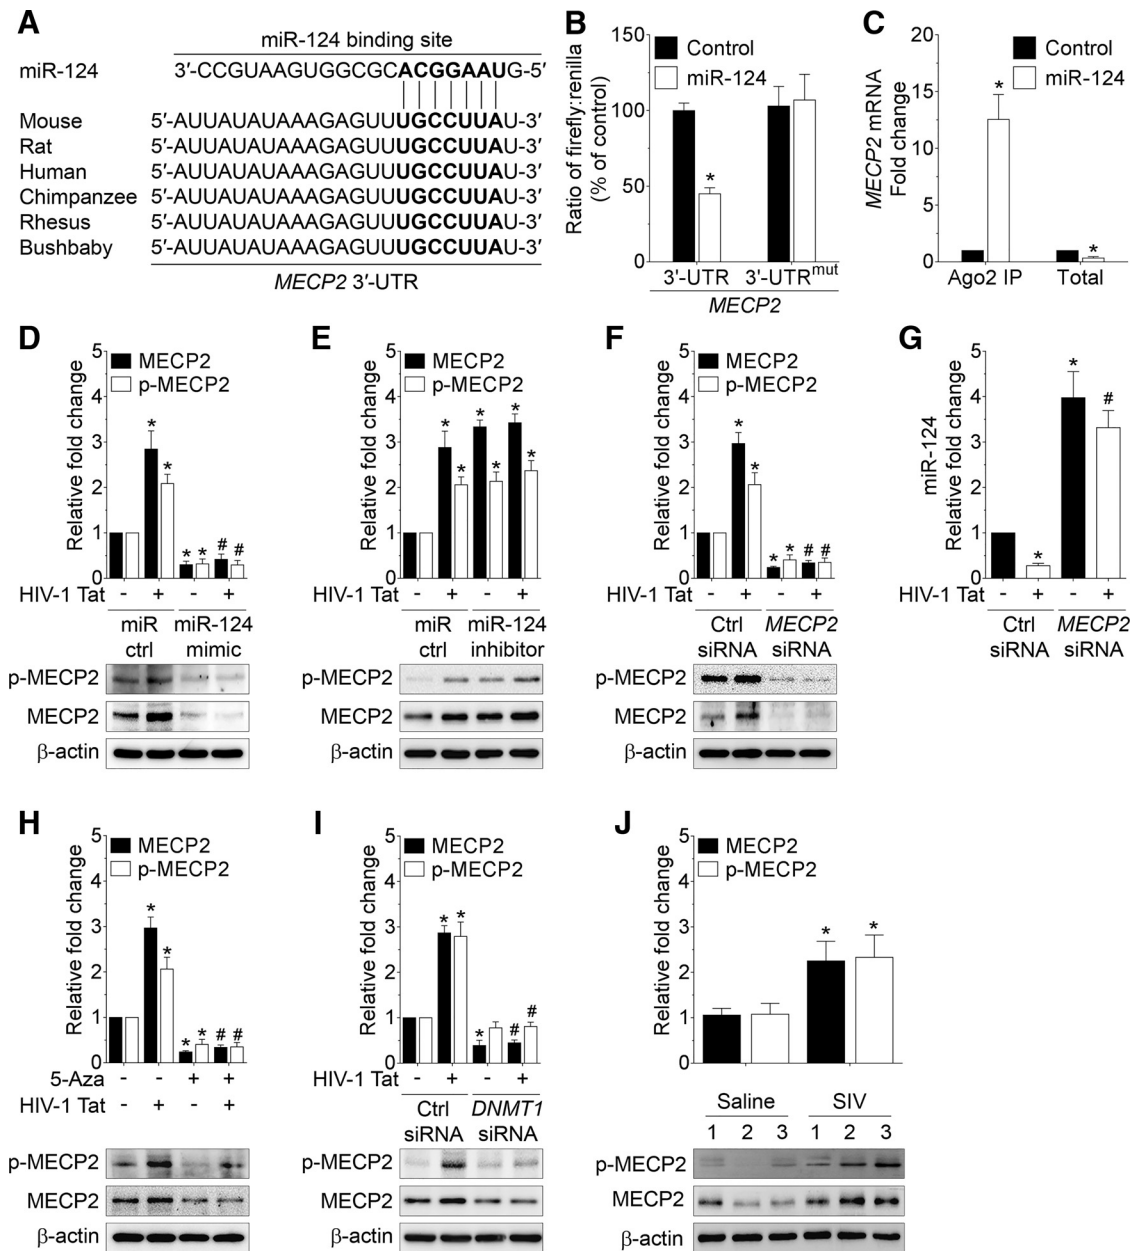 A
miR-124 binding site
miR-124 3′-CCGUAAGUGGCGCACGGAAUG-5′
Mouse 5′-AUUAUAUAAAGAGUUUUGCCUUAU-3′
Rat 5′-AUUAUAUAAAGAGUUUUGCCUUAU-3′
Human 5′-AUUAUAUAAAGAGUUUUGCCUUAU-3′
Chimpanzee 5′-AUUAUAUAAAGAGUUUUGCCUUAU-3′
Rhesus 5′-AUUAUAUAAAGAGUUUUGCCUUAU-3′
Bushbaby 5′-AUUAUAUAAAGAGUUUUGCCUUAU-3′
MECP2 3′-UTR
B
Ratio of firefly:renilla
(% of control)
150
100
50
0
Control
miR-124
*
3'-UTR 3'-UTRmut
MECP2
C
MECP2 mRNA
Fold change
20
15
10
5
0
Control
miR-124
* *
Ago2 IP Total
D
Relative fold change
5
4
3
2
1
0
MECP2
p-MECP2
* * * * # #
HIV-1 Tat - + - +
miR miR-124
ctrl mimic
p-MECP2
MECP2
β-actin
E
Relative fold change
5
4
3
2
1
0
MECP2
p-MECP2
* * * * * *
HIV-1 Tat - + - +
miR miR-124
ctrl inhibitor
p-MECP2
MECP2
β-actin
F
Relative fold change
5
4
3
2
1
0
MECP2
p-MECP2
* * * * # #
HIV-1 Tat - + - +
Ctrl MECP2
siRNA siRNA
p-MECP2
MECP2
β-actin
G
miR-124
Relative fold change
5
4
3
2
1
0
* * #
HIV-1 Tat - + - +
Ctrl MECP2
siRNA siRNA
H
Relative fold change
5
4
3
2
1
0
MECP2
p-MECP2
* * * * # #
5-Aza - - + +
HIV-1 Tat - + - +
p-MECP2
MECP2
β-actin
I
Relative fold change
5
4
3
2
1
0
MECP2
p-MECP2
* * * # #
HIV-1 Tat - + - +
Ctrl DNMT1
siRNA siRNA
p-MECP2
MECP2
β-actin
J
Relative fold change
5
4
3
2
1
0
MECP2
p-MECP2
* *
Saline SIV
1 2 3 1 2 3
p-MECP2
MECP2
β-actin